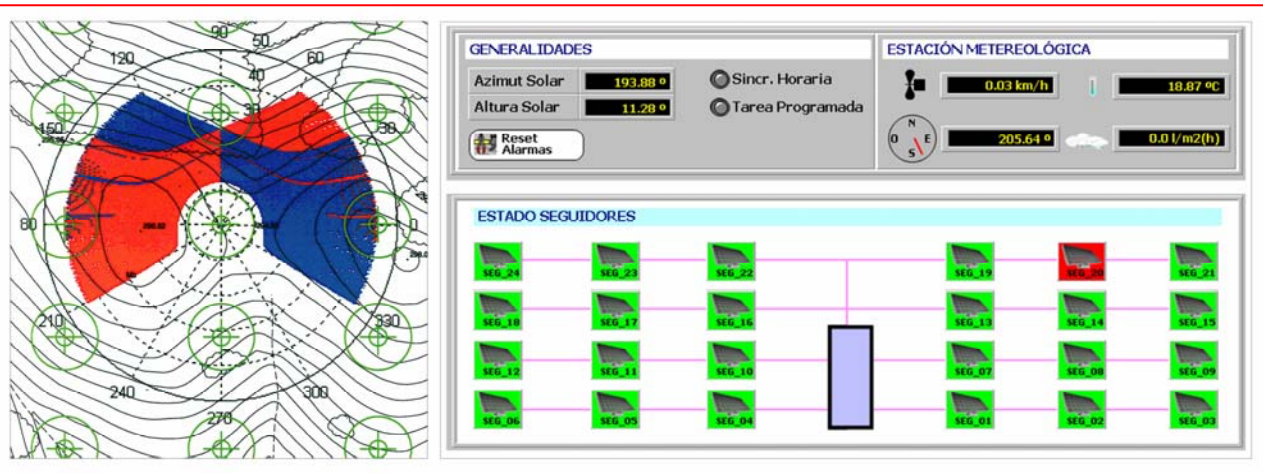 90
50
120
60
40
30
150
30
0
210
330
240
300
270
GENERALIDADES
Azimut Solar 193.88 º
Altura Solar 11.28 º
Sincr. Horaria
Tarea Programada
Reset
Alarmas
ESTACIÓN METEREOLÓGICA
0.03 km/h
18.87 ºC
N
O E
S
205.64 º
0.0 l/m2(h)
ESTADO SEGUIDORES
SEG_24 SEG_23 SEG_22 SEG_19 SEG_20 SEG_21
SEG_18 SEG_17 SEG_16 SEG_13 SEG_14 SEG_15
SEG_12 SEG_11 SEG_10 SEG_07 SEG_08 SEG_09
SEG_06 SEG_05 SEG_04 SEG_01 SEG_02 SEG_03